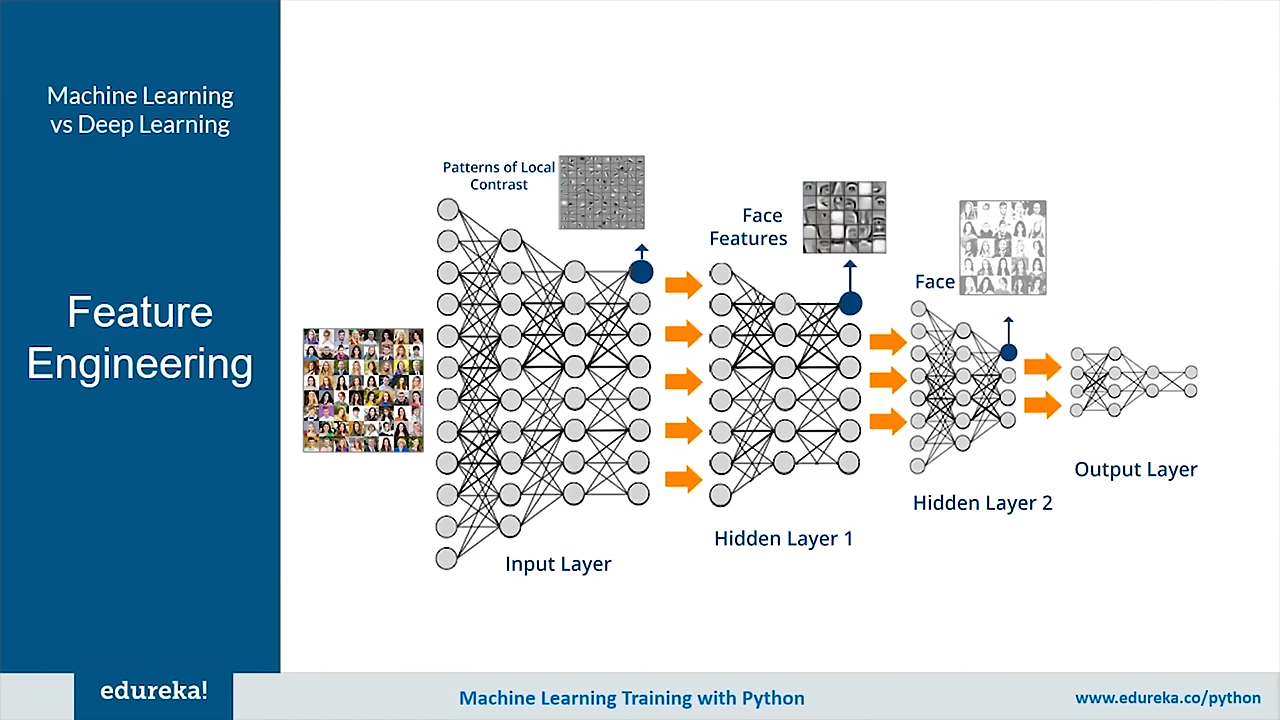 Machine Learning
vs Deep Learning
Feature
Engineering
Patterns of Local
Contrast
Face
Features
Face
Input Layer
Hidden Layer 1
Hidden Layer 2
Output Layer
edureka!
Machine Learning Training with Python
www.edureka.co/python